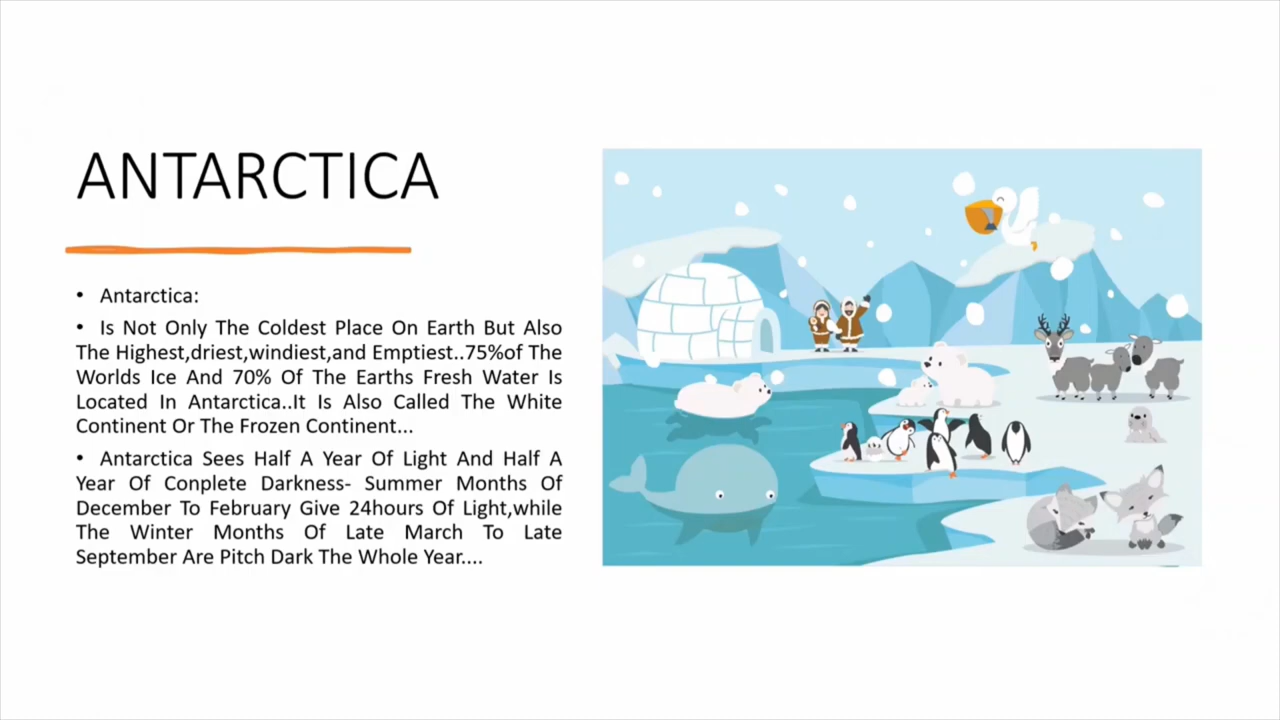 ANTARCTICA
• Antarctica:
• Is Not Only The Coldest Place On Earth But Also
The Highest,driest,windiest,and Emptiest..75%of The
Worlds Ice And 70% Of The Earths Fresh Water Is
Located In Antarctica..It Is Also Called The White
Continent Or The Frozen Continent...
• Antarctica Sees Half A Year Of Light And Half A
Year Of Conplete Darkness- Summer Months Of
December To February Give 24hours Of Light,while
The Winter Months Of Late March To Late
September Are Pitch Dark The Whole Year....